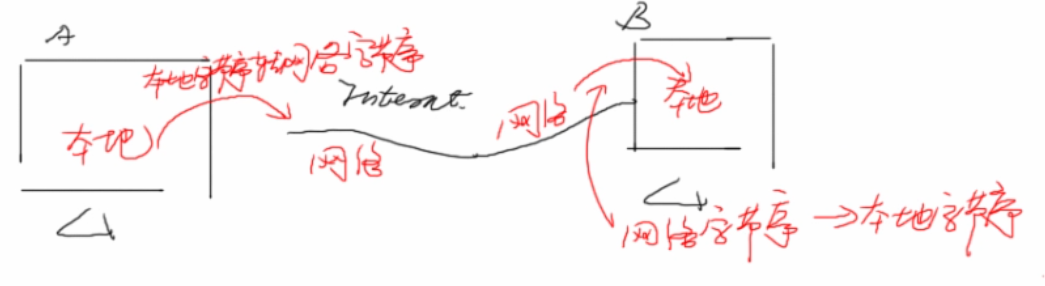 A
B
本地字节序转网络字节序
Internet.
本地
网络
网络
本地
网络字节序 → 本地字节序